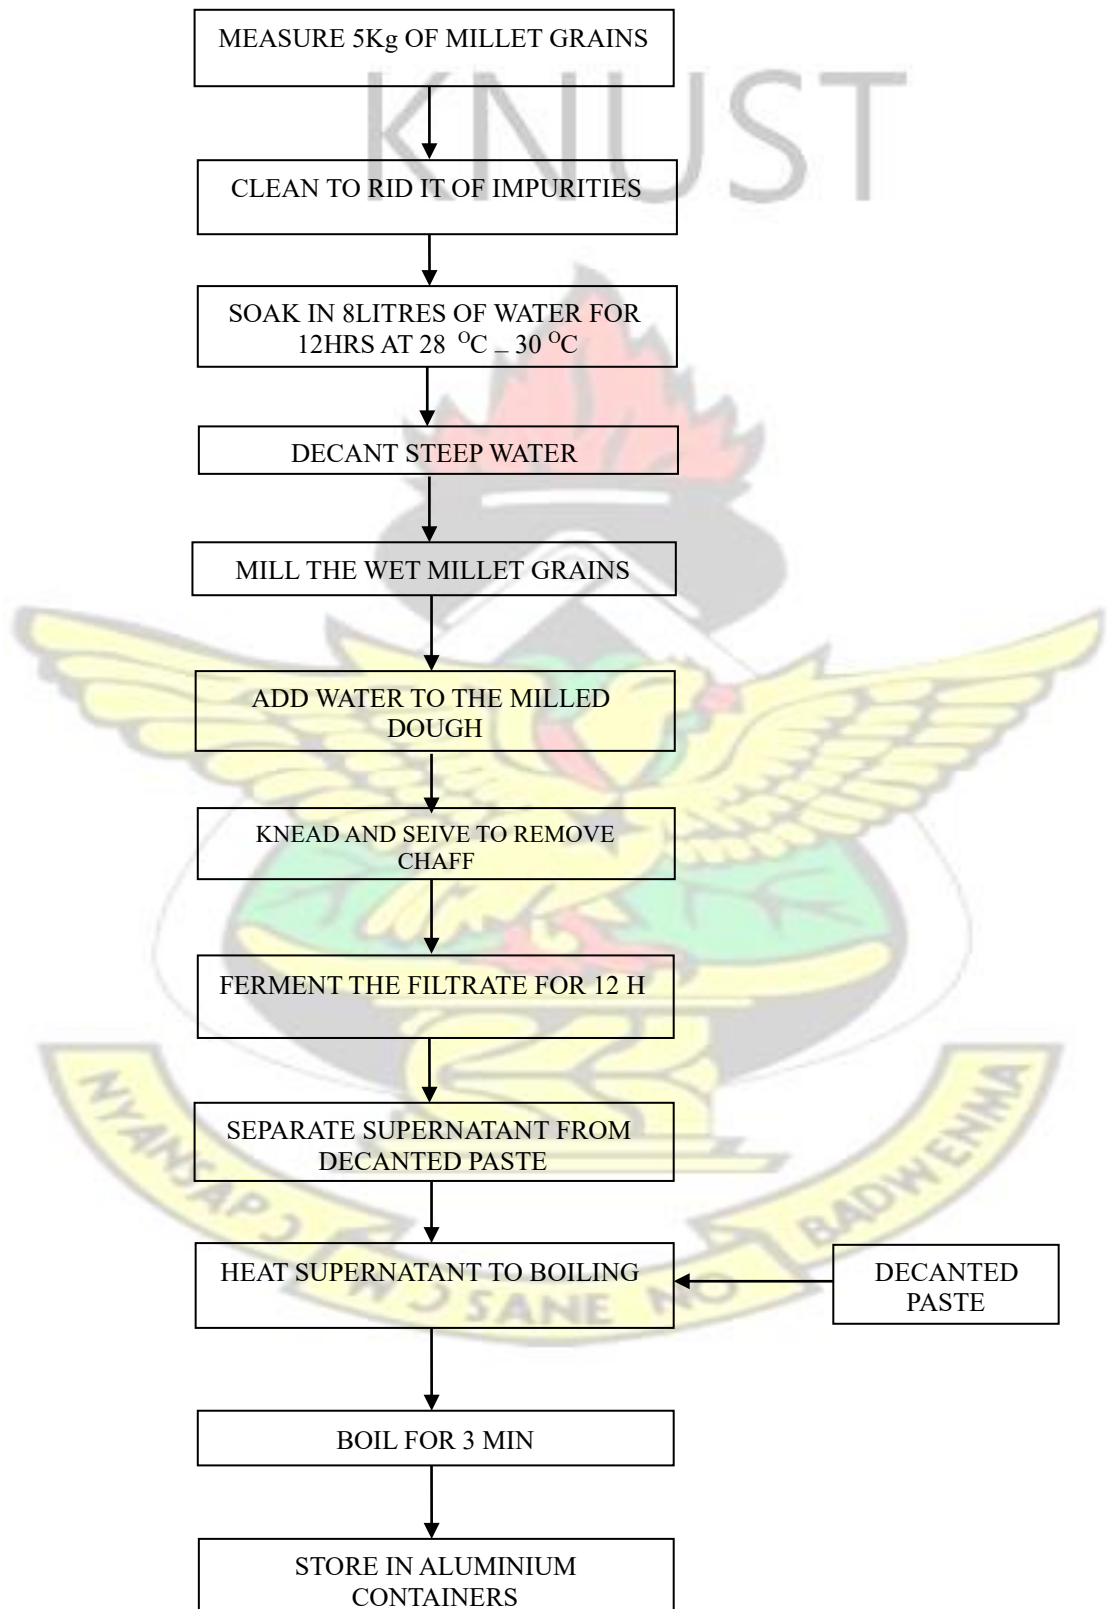 KNUST
MEASURE 5Kg OF MILLET GRAINS
CLEAN TO RID IT OF IMPURITIES
SOAK IN 8LITRES OF WATER FOR
12HRS AT 28 ᴼC – 30 ᴼC
DECANT STEEP WATER
MILL THE WET MILLET GRAINS
ADD WATER TO THE MILLED
DOUGH
KNEAD AND SEIVE TO REMOVE
CHAFF
FERMENT THE FILTRATE FOR 12 H
SEPARATE SUPERNATANT FROM
DECANTED PASTE
HEAT SUPERNATANT TO BOILING
DECANTED
PASTE
BOIL FOR 3 MIN
STORE IN ALUMINIUM
CONTAINERS
NYANSAPƆ WƆSANE NO BADWENMA